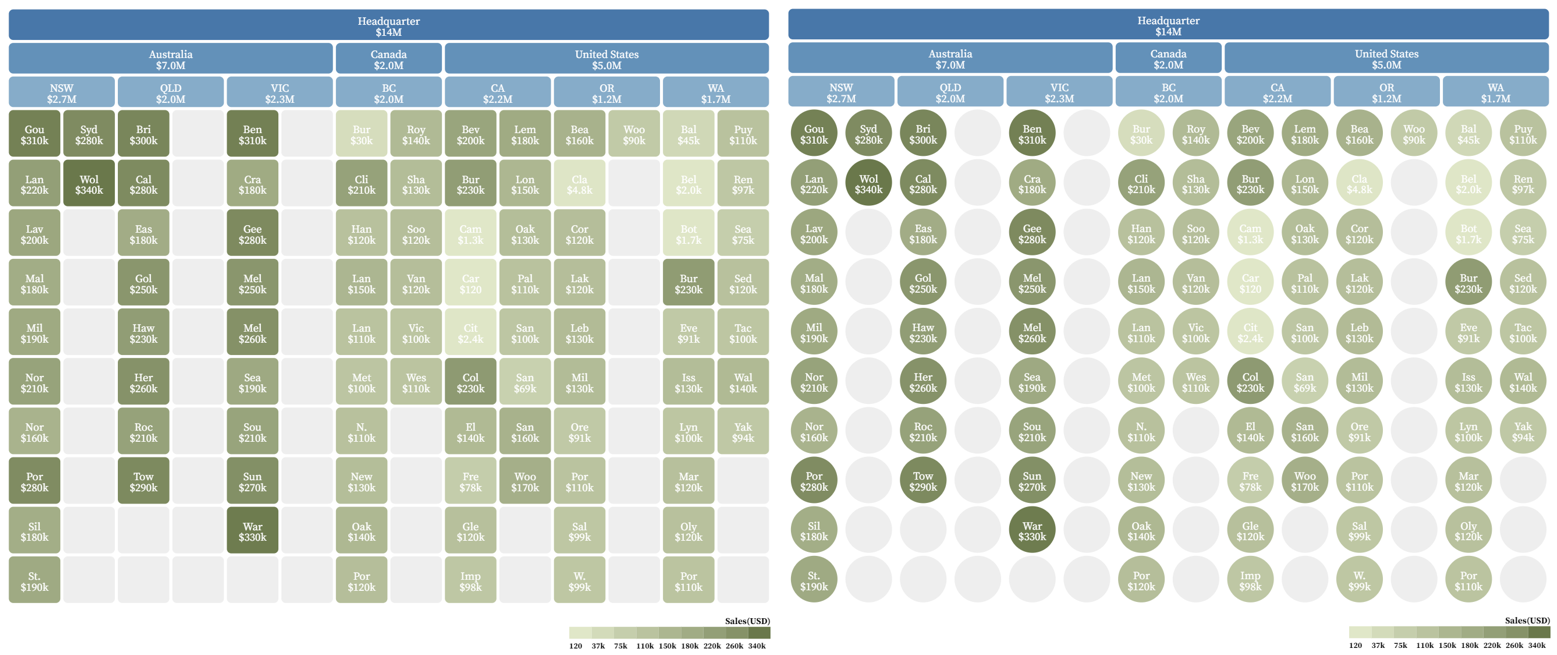 Headquarter
$14M
Australia
$7.0M
Canada
$2.0M
United States
$5.0M
NSW
$2.7M
QLD
$2.0M
VIC
$2.3M
BC
$2.0M
CA
$2.2M
OR
$1.2M
WA
$1.7M
Gou Syd Bri Ben Bur Roy Bev Lem Bea Woo Bal Puy
$310k $280k $300k $310k $30k $140k $200k $180k $160k $90k $45k $110k
Lan Wol Cal Cra Cli Sha Bur Lon Cla Bel Ren
$220k $340k $280k $180k $210k $130k $230k $150k $4.8k $2.0k $97k
Lav Eas Gee Han Soo Cam Oak Cor Bot Sea
$200k $180k $280k $120k $120k $1.3k $130k $120k $1.7k $75k
Mal Gol Mel Lan Van Car Pal Lak Bur Sed
$180k $250k $250k $150k $120k $120 $110k $120k $230k $120k
Mil Haw Mel Lan Vic Cit San Leb Eve Tac
$190k $230k $260k $110k $100k $2.4k $100k $130k $91k $100k
Nor Her Sea Met Wes Col San Mil Iss Wal
$210k $260k $190k $100k $110k $230k $69k $130k $130k $140k
Nor Roc Sou N. El San Ore Lyn Yak
$160k $210k $210k $110k $140k $160k $91k $100k $94k
Por Tow Sun New Fre Woo Por Mar
$280k $290k $270k $130k $78k $170k $110k $120k
Sil War Oak Gle Sal Oly
$180k $330k $140k $120k $99k $120k
St. Por Imp W. Por
$190k $120k $98k $99k $110k
Sales(USD)
120 37k 75k 110k 150k 180k 220k 260k 340k
Headquarter
$14M
Australia
$7.0M
Canada
$2.0M
United States
$5.0M
NSW
$2.7M
QLD
$2.0M
VIC
$2.3M
BC
$2.0M
CA
$2.2M
OR
$1.2M
WA
$1.7M
Gou Syd Bri Ben Bur Roy Bev Lem Bea Woo Bal Puy
$310k $280k $300k $310k $30k $140k $200k $180k $160k $90k $45k $110k
Lan Wol Cal Cra Cli Sha Bur Lon Cla Bel Ren
$220k $340k $280k $180k $210k $130k $230k $150k $4.8k $2.0k $97k
Lav Eas Gee Han Soo Cam Oak Cor Bot Sea
$200k $180k $280k $120k $120k $1.3k $130k $120k $1.7k $75k
Mal Gol Mel Lan Van Car Pal Lak Bur Sed
$180k $250k $250k $150k $120k $120 $110k $120k $230k $120k
Mil Haw Mel Lan Vic Cit San Leb Eve Tac
$190k $230k $260k $110k $100k $2.4k $100k $130k $91k $100k
Nor Her Sea Met Wes Col San Mil Iss Wal
$210k $260k $190k $100k $110k $230k $69k $130k $130k $140k
Nor Roc Sou N. El San Ore Lyn Yak
$160k $210k $210k $110k $140k $160k $91k $100k $94k
Por Tow Sun New Fre Woo Por Mar
$280k $290k $270k $130k $78k $170k $110k $120k
Sil War Oak Gle Sal Oly
$180k $330k $140k $120k $99k $120k
St. Por Imp W. Por
$190k $120k $98k $99k $110k
Sales(USD)
120 37k 75k 110k 150k 180k 220k 260k 340k